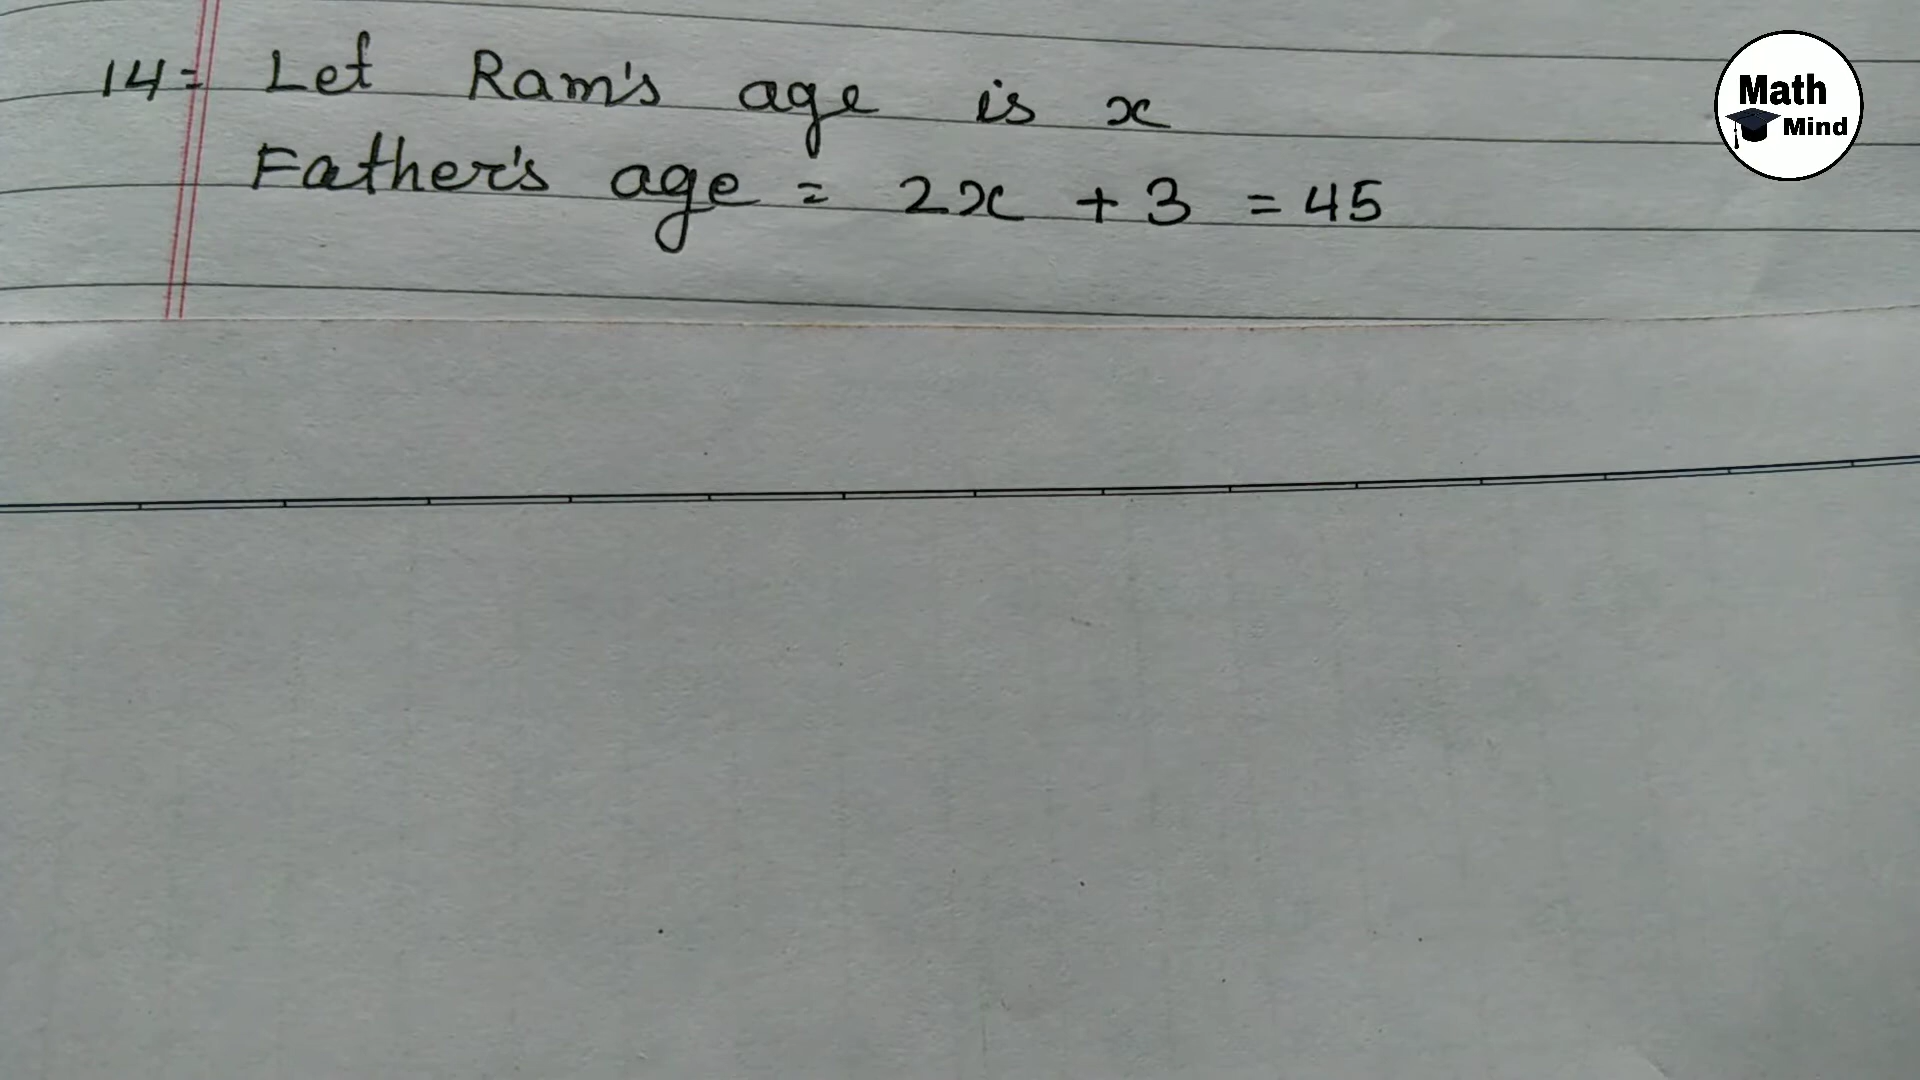 14= Let Ram's age is x
Father's age = 2x + 3 = 45
Math
Mind